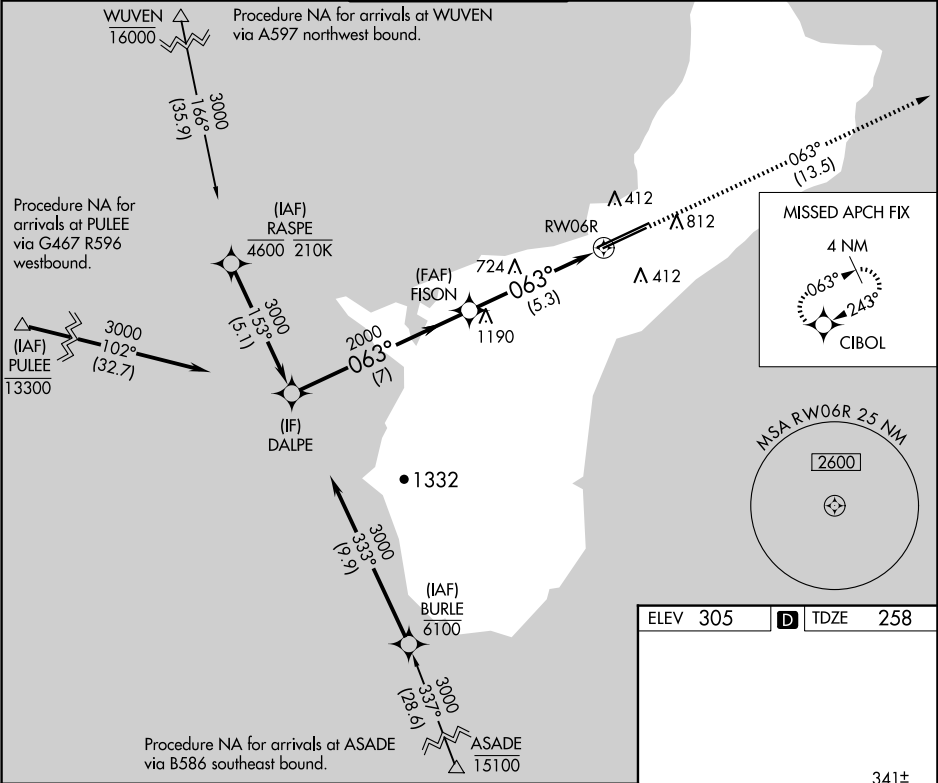 WUVEN
16000
Procedure NA for arrivals at WUVEN
via A597 northwest bound.
3000
166°
(35.9)
063°
(13.5)
Procedure NA for
arrivals at PULEE
via G467 R596
westbound.
(IAF)
RASPE
4600 210K
412
RW06R
812
MISSED APCH FIX
4 NM
063°
243°
CIBOL
(FAF)
FISON
724
063°
(5.3)
412
3000
153°
(5.1)
1190
(IAF)
PULEE
13300
3000
102°
(32.7)
2000
063°
(7)
(IF)
DALPE
MSA RW06R 25 NM
2600
1332
3000
333°
(9.9)
(IAF)
BURLE
6100
ELEV 305 D TDZE 258
3000
337°
(28.6)
Procedure NA for arrivals at ASADE
via B586 southeast bound.
ASADE
15100
341±